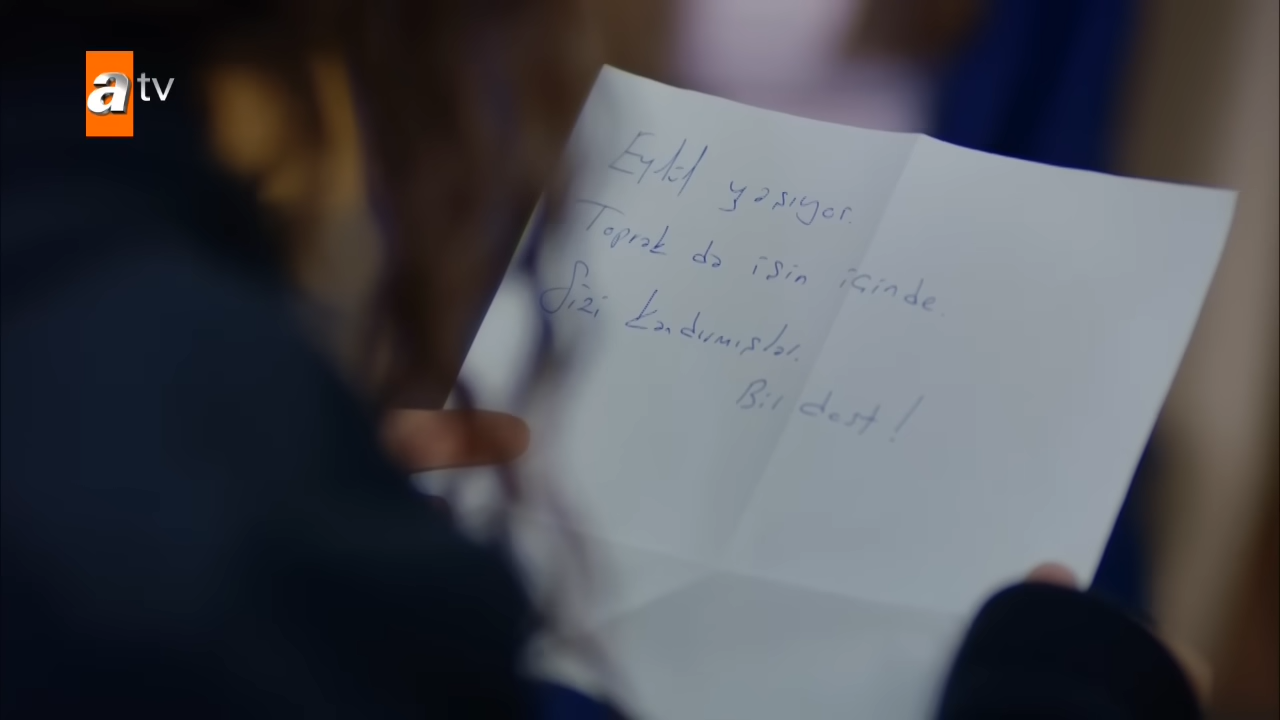 atv
Eylül yaşıyor.
Toprak da işin içinde.
Sizi kandırmışlar.
Bir dost!